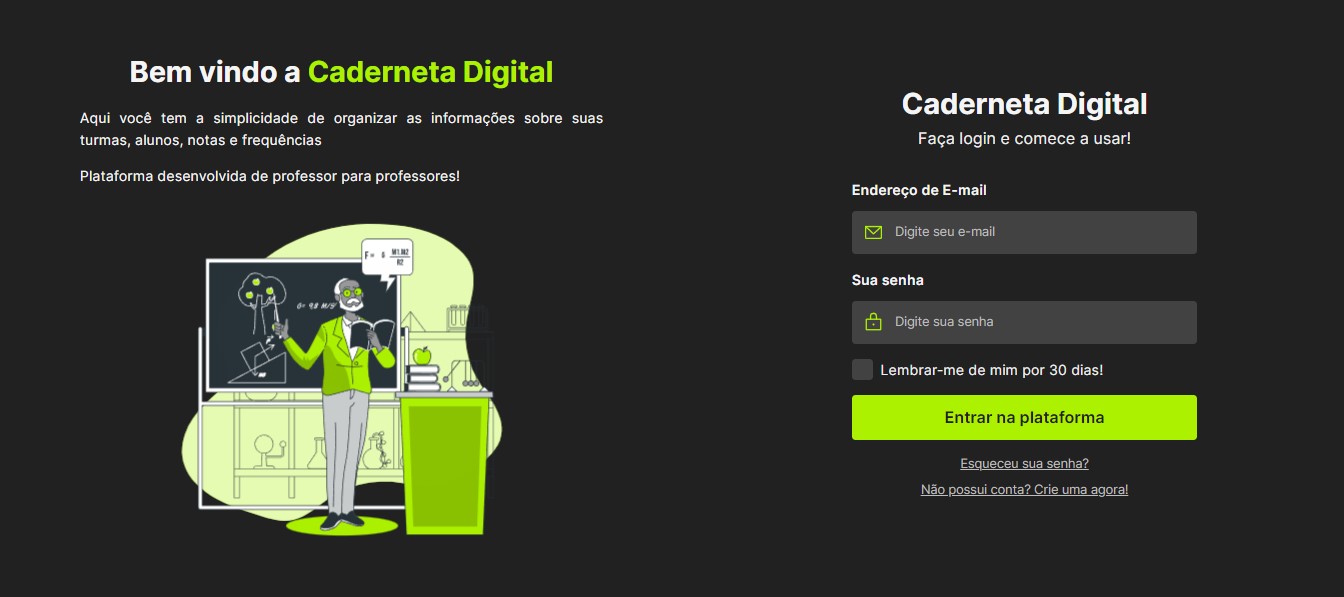 Bem vindo a Caderneta Digital
Aqui você tem a simplicidade de organizar as informações sobre suas
turmas, alunos, notas e frequências
Plataforma desenvolvida de professor para professores!
F = G M1.M2
R2
G= 9,8 M/S²
Caderneta Digital
Faça login e comece a usar!
Endereço de E-mail
Digite seu e-mail
Sua senha
Digite sua senha
Lembrar-me de mim por 30 dias!
Entrar na plataforma
Esqueceu sua senha?
Não possui conta? Crie uma agora!